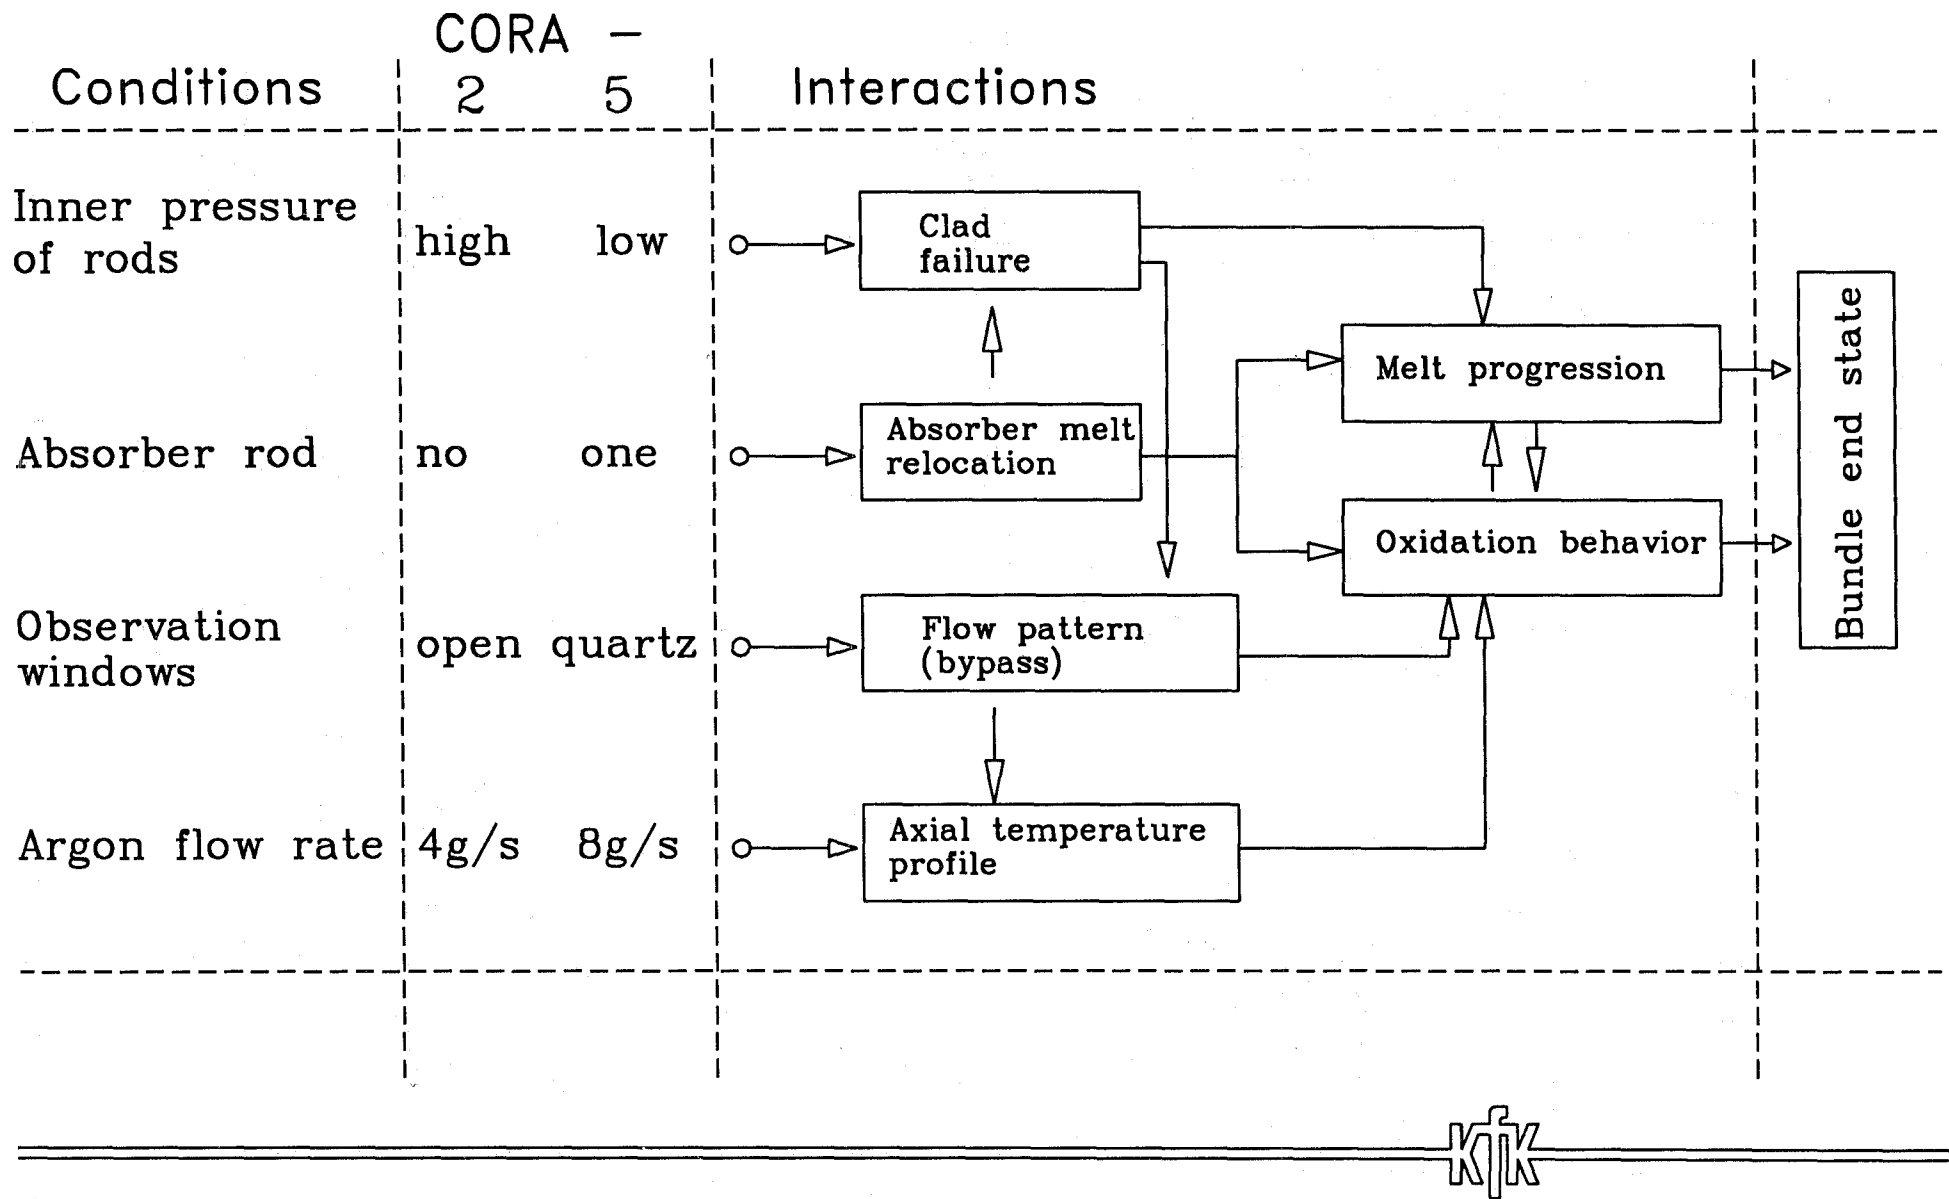 CORA –
Conditions 2 5 Interactions
Inner pressure
of rods
high low
Clad
failure
Melt progression
Absorber rod no one
Absorber melt
relocation
Oxidation behavior
Bundle end state
Observation
windows
open quartz
Flow pattern
(bypass)
Argon flow rate 4g/s 8g/s
Axial temperature
profile
KfK